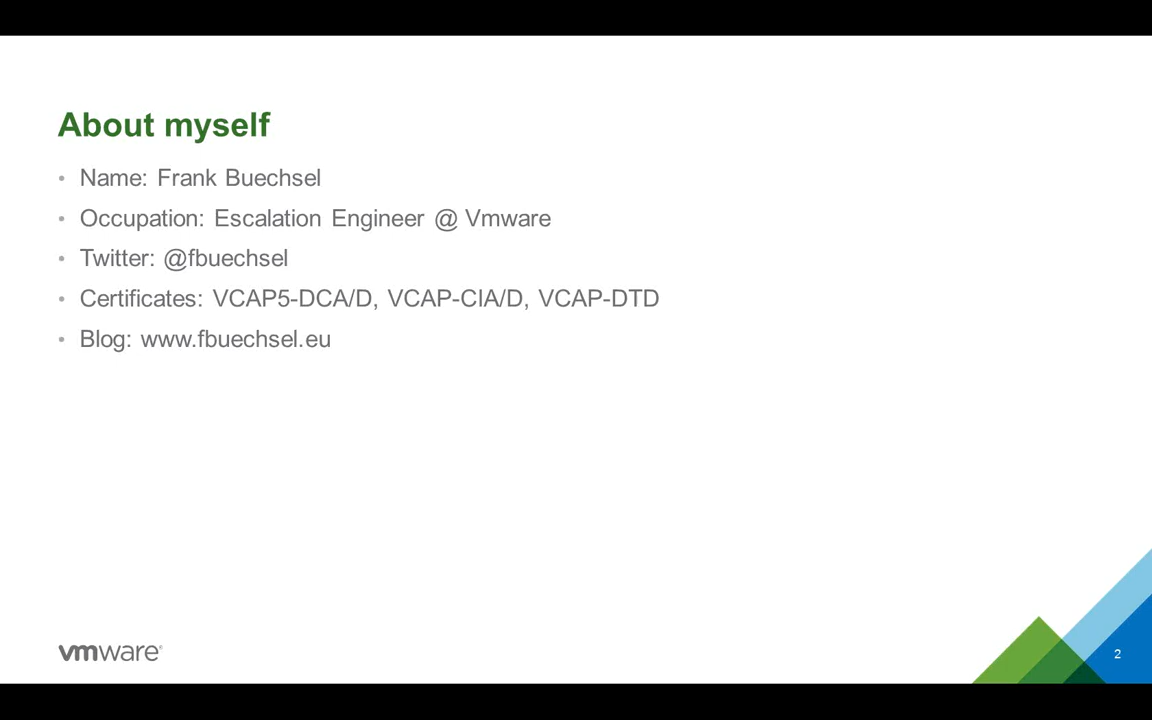 About myself
• Name: Frank Buechsel
• Occupation: Escalation Engineer @ Vmware
• Twitter: @fbuechsel
• Certificates: VCAP5-DCA/D, VCAP-CIA/D, VCAP-DTD
• Blog: www.fbuechsel.eu
vmware®
2